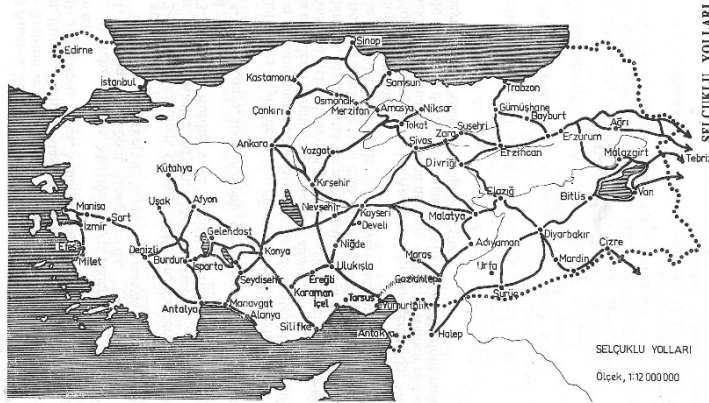 Edirne
İstanbul
Sinop
Kastamonu
Samsun
Trabzon
Osmancık
Merzifon
Amasya
Niksar
Gümüşhane
Bayburt
Çankırı
Tokat
Suşehri
Zara
Ağrı
Erzurum
Ankara
Yozgat
Sivas
Erzincan
Malazgirt
Tebriz
Divriği
Kütahya
Kırşehir
Elazığ
Van
Manisa
Uşak
Afyon
Nevşehir
Kayseri
Malatya
Bitlis
İzmir
Sart
Gelendost
Develi
Diyarbakır
Efes
Konya
Niğde
Maraş
Adıyaman
Cizre
Milet
Denizli
Burdur
Isparta
Ulukışla
Mardin
Seydişehir
Ereğli
Gaziantep
Urfa
Karaman
Antalya
Manavgat
İçel
Tarsus
Yumurtalık
Suruç
Alanya
Silifke
Antakya
Halep
SELÇUKLU YOLLARI
Ölçek, 1:12 000 000
SELÇUKLU YOLLARI